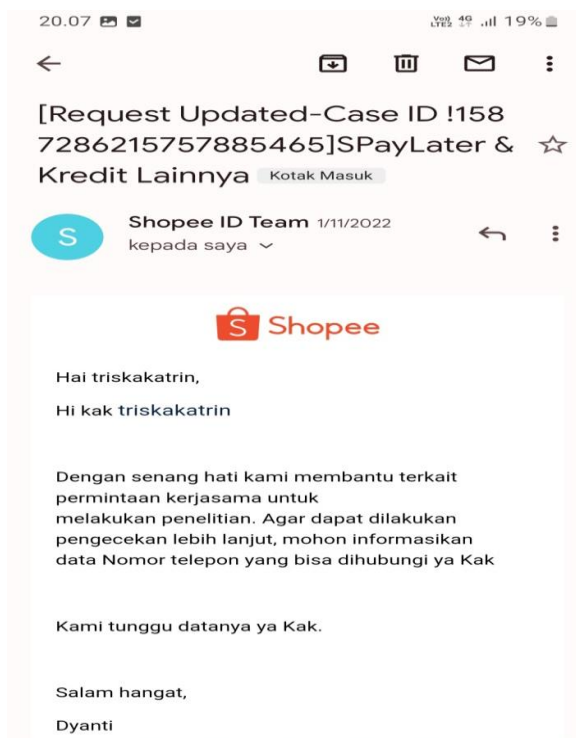 20.07 Vo)) LTE2 4G 19%
[Request Updated-Case ID !158
7286215757885465]SPayLater &
Kredit Lainnya Kotak Masuk
S Shopee ID Team 1/11/2022
kepada saya
S Shopee
Hai triskakatrin,
Hi kak triskakatrin
Dengan senang hati kami membantu terkait
permintaan kerjasama untuk
melakukan penelitian. Agar dapat dilakukan
pengecekan lebih lanjut, mohon informasikan
data Nomor telepon yang bisa dihubungi ya Kak
Kami tunggu datanya ya Kak.
Salam hangat,
Dyanti